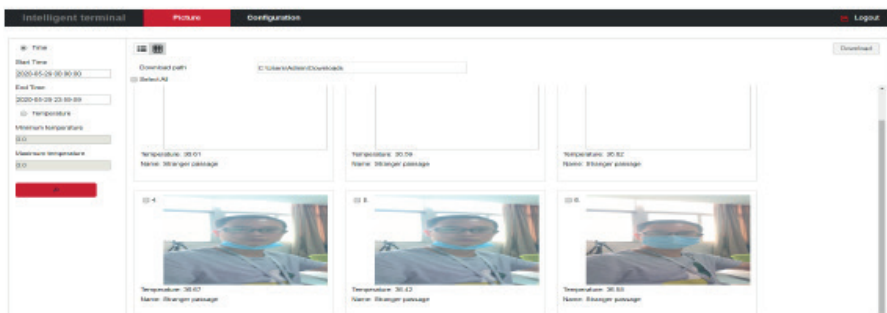 Intelligent terminal Picture Configuration Logout
Time
Start Time
2020-05-29 00:00:00
End Time
2020-05-29 23:59:59
Temperature
Minimum temperature
0.0
Maximum temperature
0.0
Download
Download path C:\Users\Admin\Downloads
Select All
Temperature: 36.61 Temperature: 36.59 Temperature: 36.52
Name: Stranger passage Name: Stranger passage Name: Stranger passage
4. 5. 6.
Temperature: 36.67 Temperature: 36.42 Temperature: 36.58
Name: Stranger passage Name: Stranger passage Name: Stranger passage